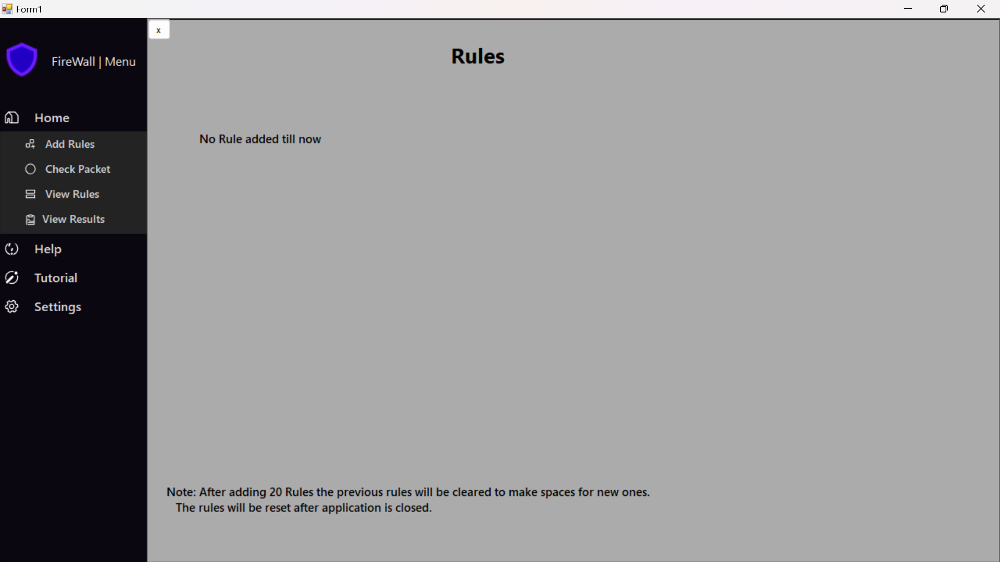 Form1
x
FireWall | Menu
Rules
Home
No Rule added till now
Add Rules
Check Packet
View Rules
View Results
Help
Tutorial
Settings
Note: After adding 20 Rules the previous rules will be cleared to make spaces for new ones.
The rules will be reset after application is closed.